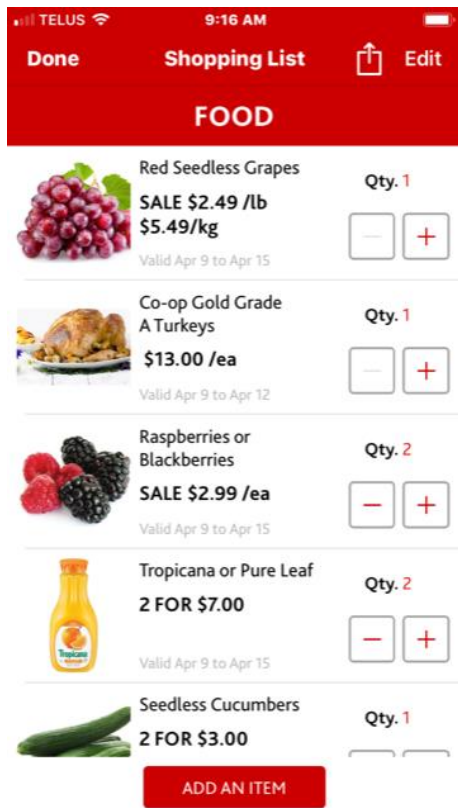 TELUS 9:16 AM
Done Shopping List Edit
FOOD
Red Seedless Grapes
Qty. 1
SALE $2.49 /lb
$5.49/kg
Valid Apr 9 to Apr 15
Co-op Gold Grade
A Turkeys
Qty. 1
$13.00 /ea
Valid Apr 9 to Apr 12
Raspberries or
Blackberries
Qty. 2
SALE $2.99 /ea
Valid Apr 9 to Apr 15
Tropicana or Pure Leaf
Qty. 2
2 FOR $7.00
Tropicana
Valid Apr 9 to Apr 15
Seedless Cucumbers
Qty. 1
2 FOR $3.00
ADD AN ITEM